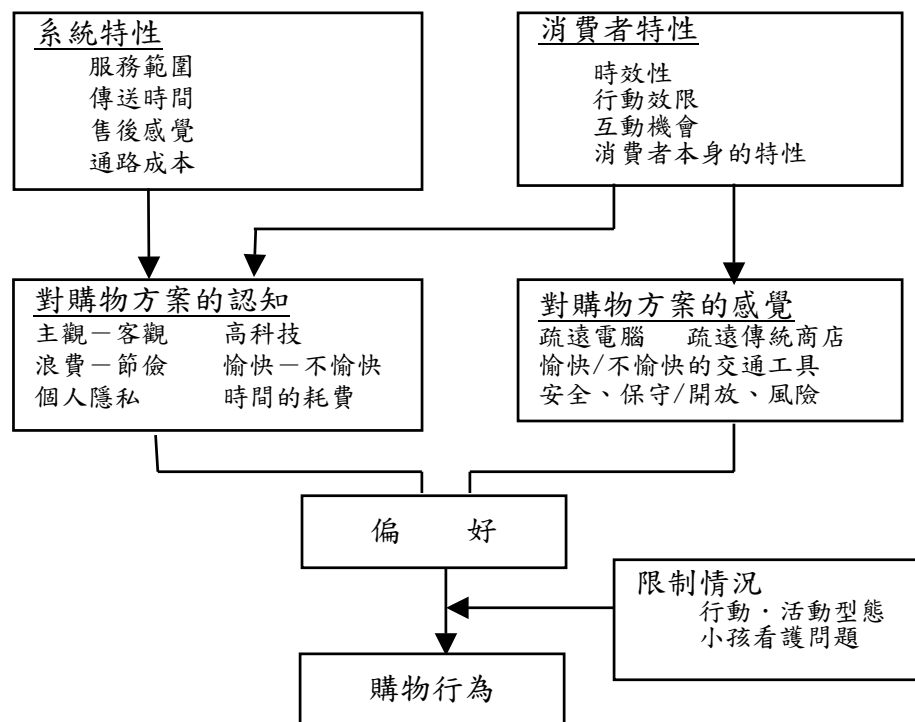 系統特性
服務範圍
傳送時間
售後感覺
通路成本
消費者特性
時效性
行動效限
互動機會
消費者本身的特性
對購物方案的認知
主觀－客觀 高科技
浪費－節儉 愉快－不愉快
個人隱私 時間的耗費
對購物方案的感覺
疏遠電腦 疏遠傳統商店
愉快/不愉快的交通工具
安全、保守/開放、風險
偏 好
限制情況
行動．活動型態
小孩看護問題
購物行為